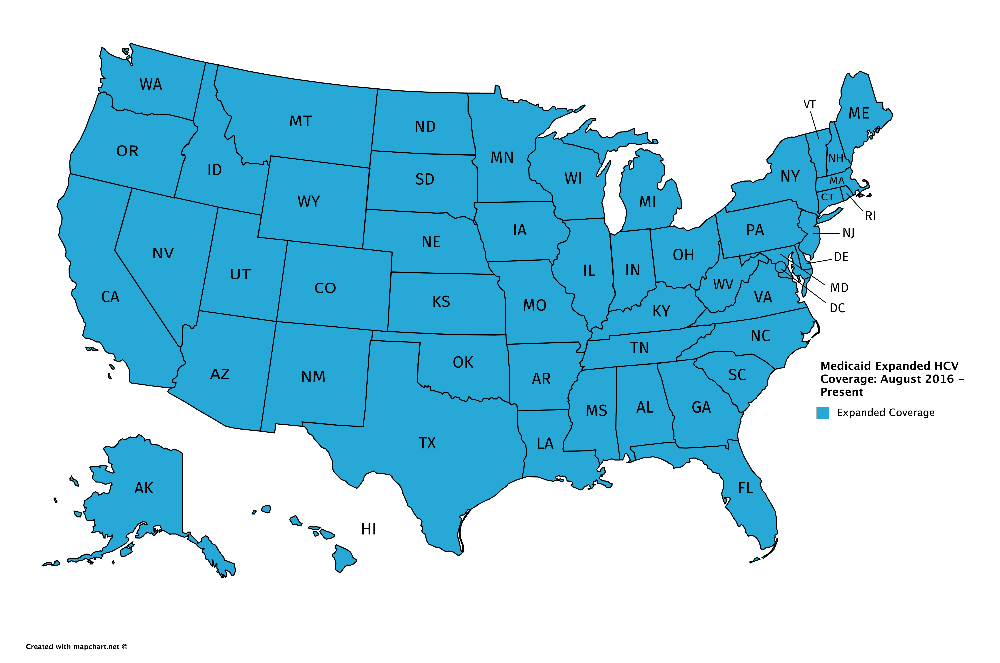 WA
VT
ME
MT
ND
OR
MN
NH
ID
SD
WI
NY
MA
WY
MI
CT
RI
IA
PA
NJ
NE
NV
OH
DE
UT
IL
IN
WV
MD
CO
CA
VA
KS
MO
KY
DC
NC
TN
OK
Medicaid Expanded HCV
Coverage: August 2016 –
Present
AZ
NM
AR
SC
MS
AL
GA
Expanded Coverage
TX
LA
AK
FL
HI
Created with mapchart.net ©